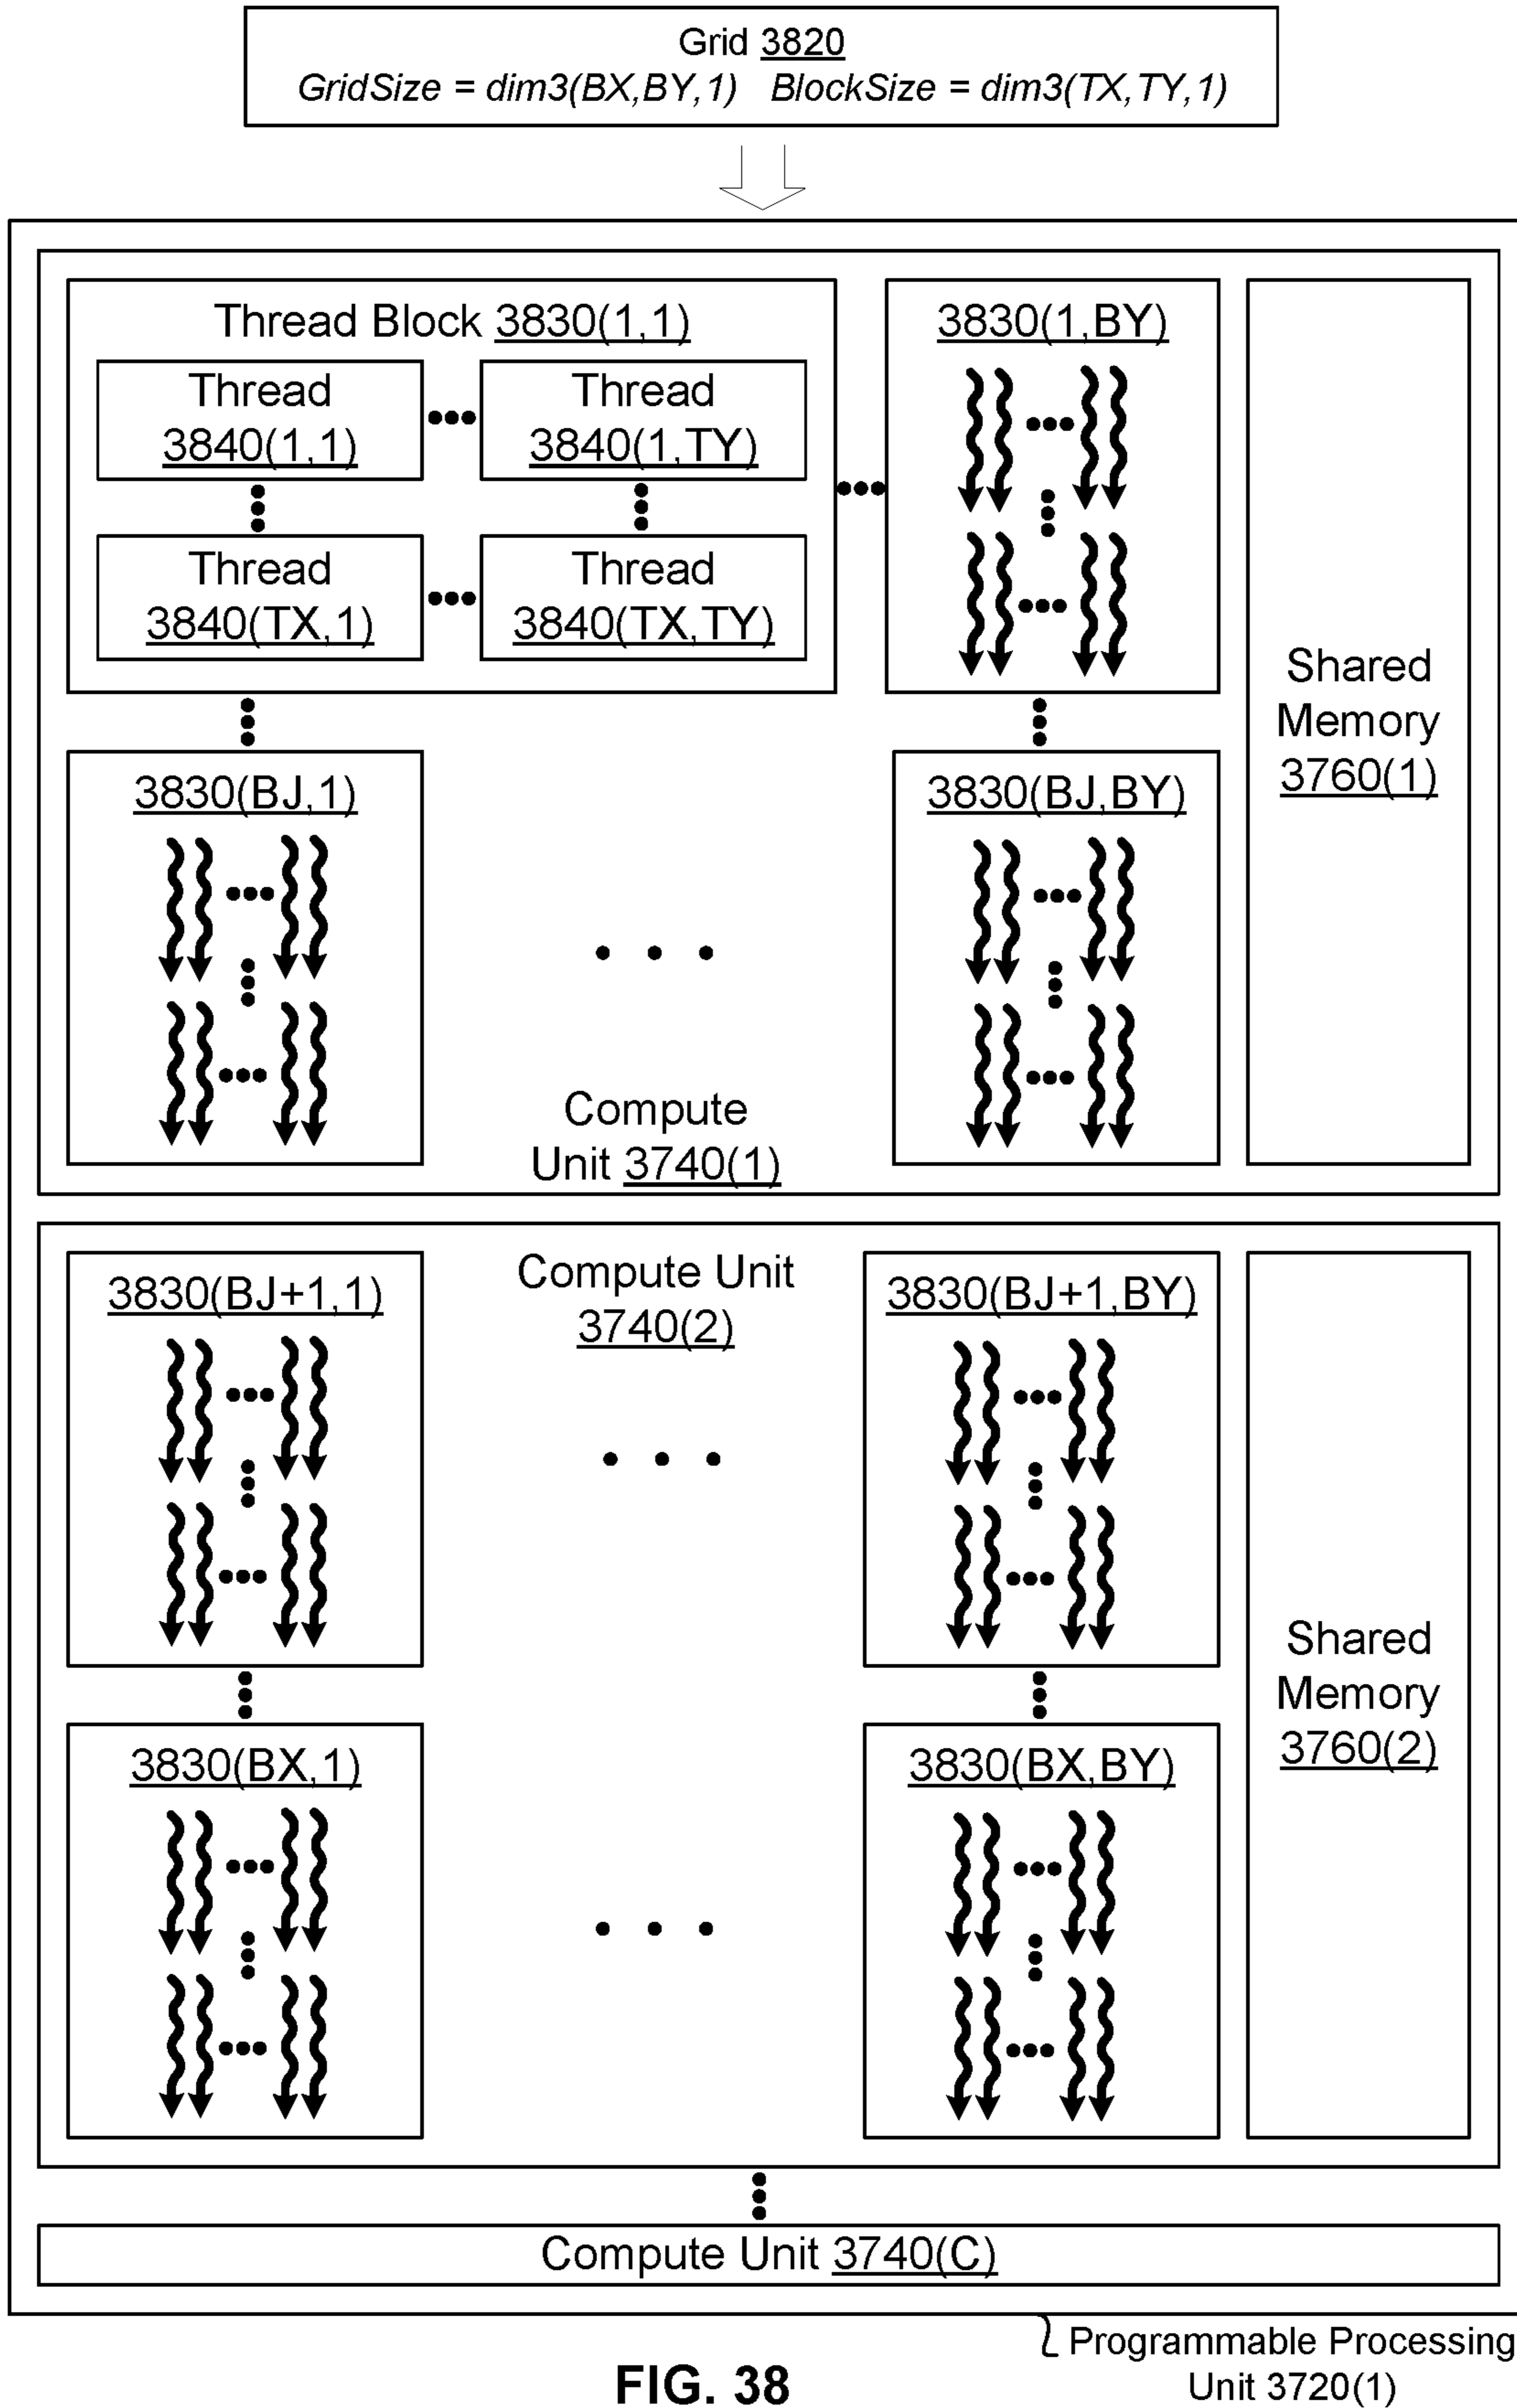 Grid 3820
GridSize = dim3(BX,BY,1) BlockSize = dim3(TX,TY,1)
Thread Block 3830(1,1)
Thread
3840(1,1)
Thread
3840(1,TY)
Thread
3840(TX,1)
Thread
3840(TX,TY)
3830(1,BY)
Shared
Memory
3760(1)
3830(BJ,1)
3830(BJ,BY)
Compute
Unit 3740(1)
3830(BJ+1,1)
Compute Unit
3740(2)
3830(BJ+1,BY)
Shared
Memory
3760(2)
3830(BX,1)
3830(BX,BY)
Compute Unit 3740(C)
Programmable Processing
Unit 3720(1)
FIG. 38